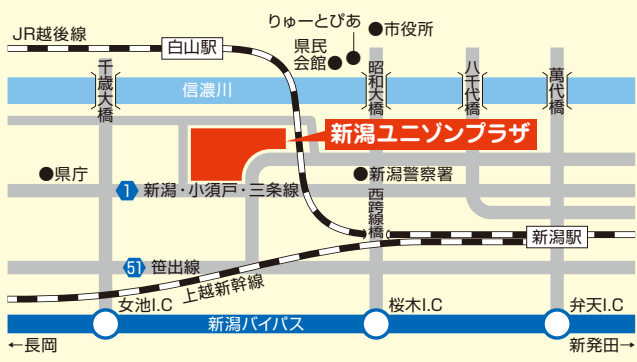 りゅーとぴあ
JR越後線
●市役所
白山駅
県民
会館●
千歳大橋
信濃川
昭和大橋
八千代橋
萬代橋
新潟ユニゾンプラザ
●県庁
●新潟警察署
1 新潟・小須戸・三条線
西跨線橋
新潟駅
51 笹出線
上越新幹線
女池I.C
桜木I.C
弁天I.C
新潟バイパス
←長岡
新発田→